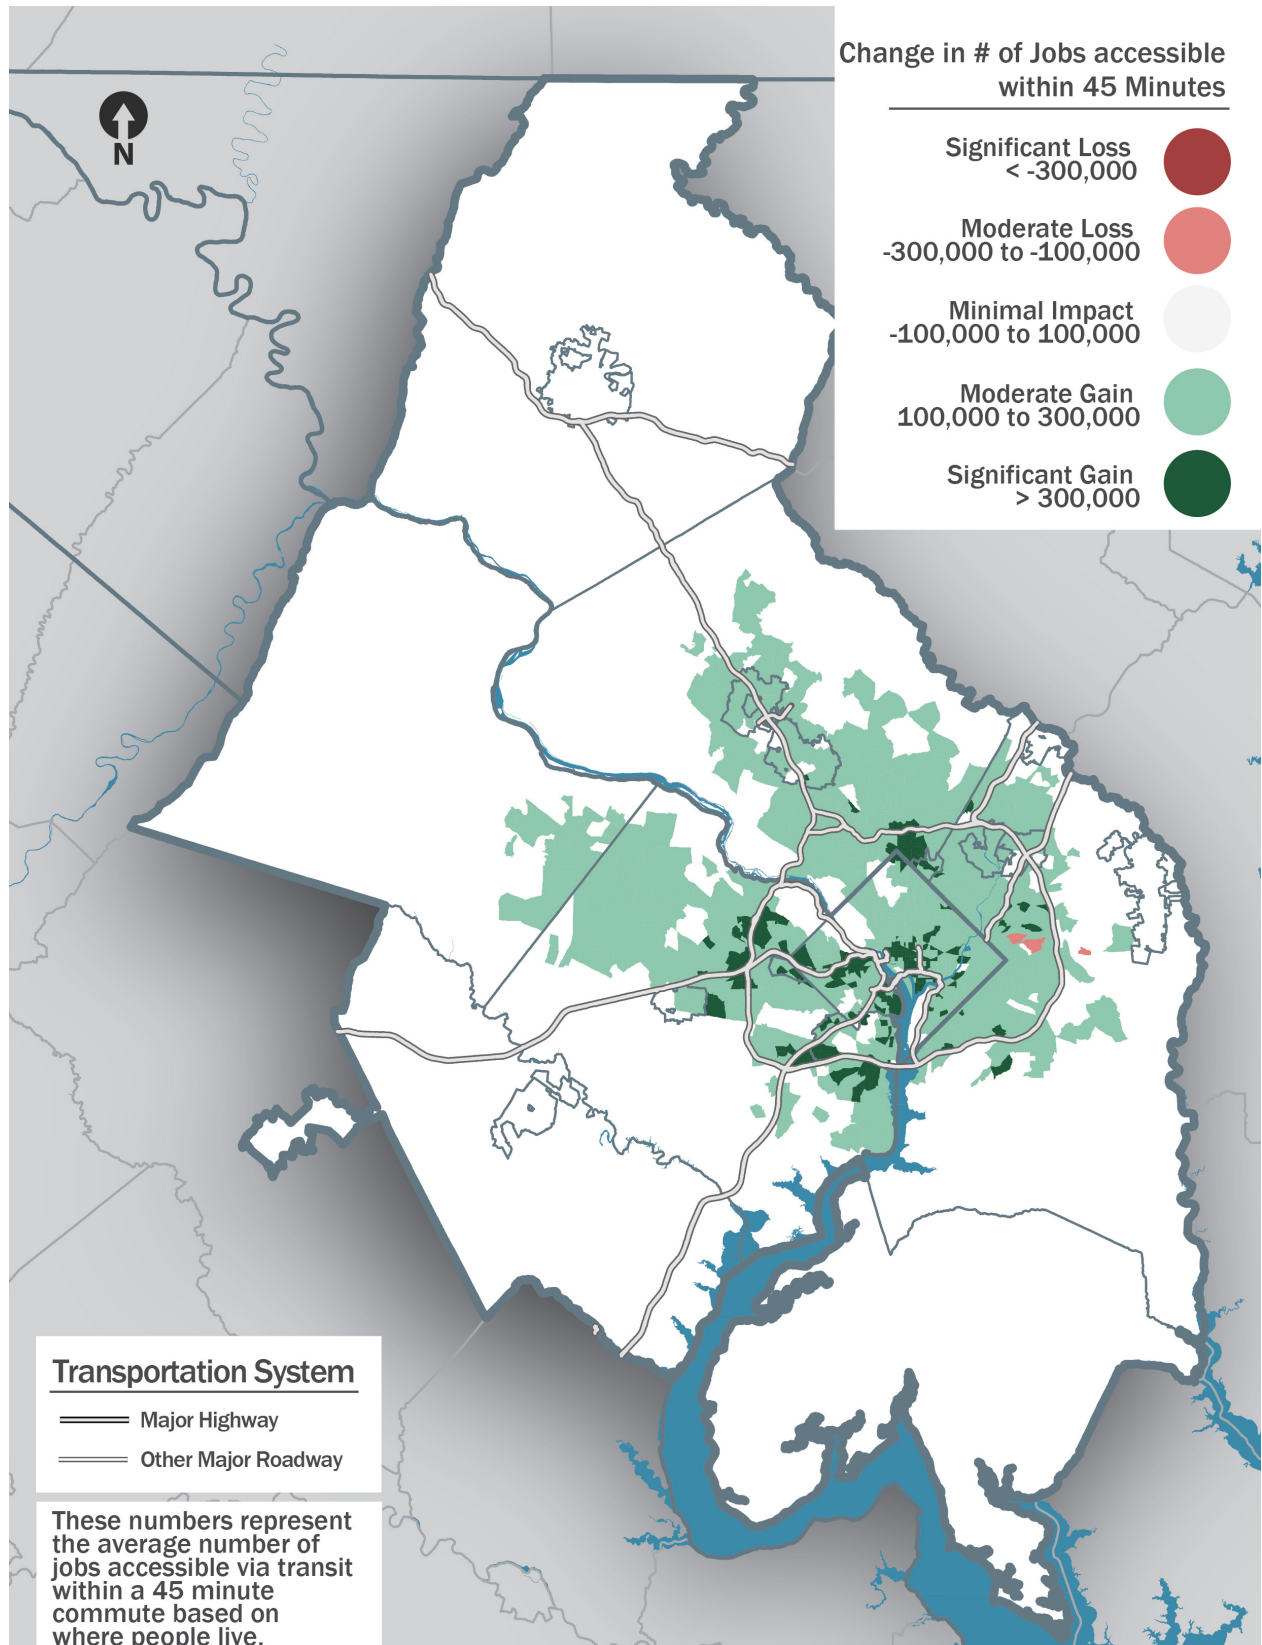 Change in # of Jobs accessible
within 45 Minutes
Significant Loss
< -300,000
Moderate Loss
-300,000 to -100,000
Minimal Impact
-100,000 to 100,000
Moderate Gain
100,000 to 300,000
Significant Gain
> 300,000
N
Transportation System
Major Highway
Other Major Roadway
These numbers represent
the average number of
jobs accessible via transit
within a 45 minute
commute based on
where people live.